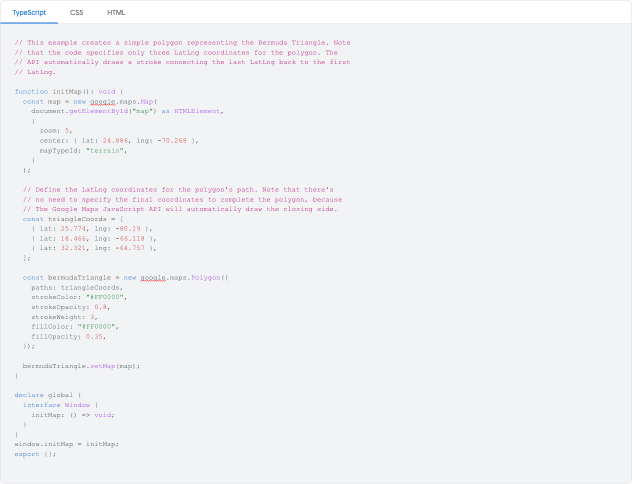 TypeScript CSS HTML
// This example creates a simple polygon representing the Bermuda Triangle. Note
// that the code specifies only three LatLng coordinates for the polygon. The
// API automatically draws a stroke connecting the last LatLng back to the first
// LatLng.
function initMap(): void {
const map = new google.maps.Map(
document.getElementById("map") as HTMLElement,
{
zoom: 5,
center: { lat: 24.886, lng: -70.268 },
mapTypeId: "terrain",
}
);
// Define the LatLng coordinates for the polygon's path. Note that there's
// no need to specify the final coordinates to complete the polygon, because
// The Google Maps JavaScript API will automatically draw the closing side.
const triangleCoords = [
{ lat: 25.774, lng: -80.19 },
{ lat: 18.466, lng: -66.118 },
{ lat: 32.321, lng: -64.757 },
];
const bermudaTriangle = new google.maps.Polygon({
paths: triangleCoords,
strokeColor: "#FF0000",
strokeOpacity: 0.8,
strokeWeight: 3,
fillColor: "#FF0000",
fillOpacity: 0.35,
});
bermudaTriangle.setMap(map);
}
declare global {
interface Window {
initMap: () => void;
}
}
window.initMap = initMap;
export {};